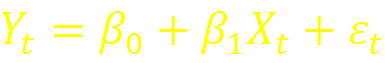 Yₜ = β₀ + β₁Xₜ + εₜ